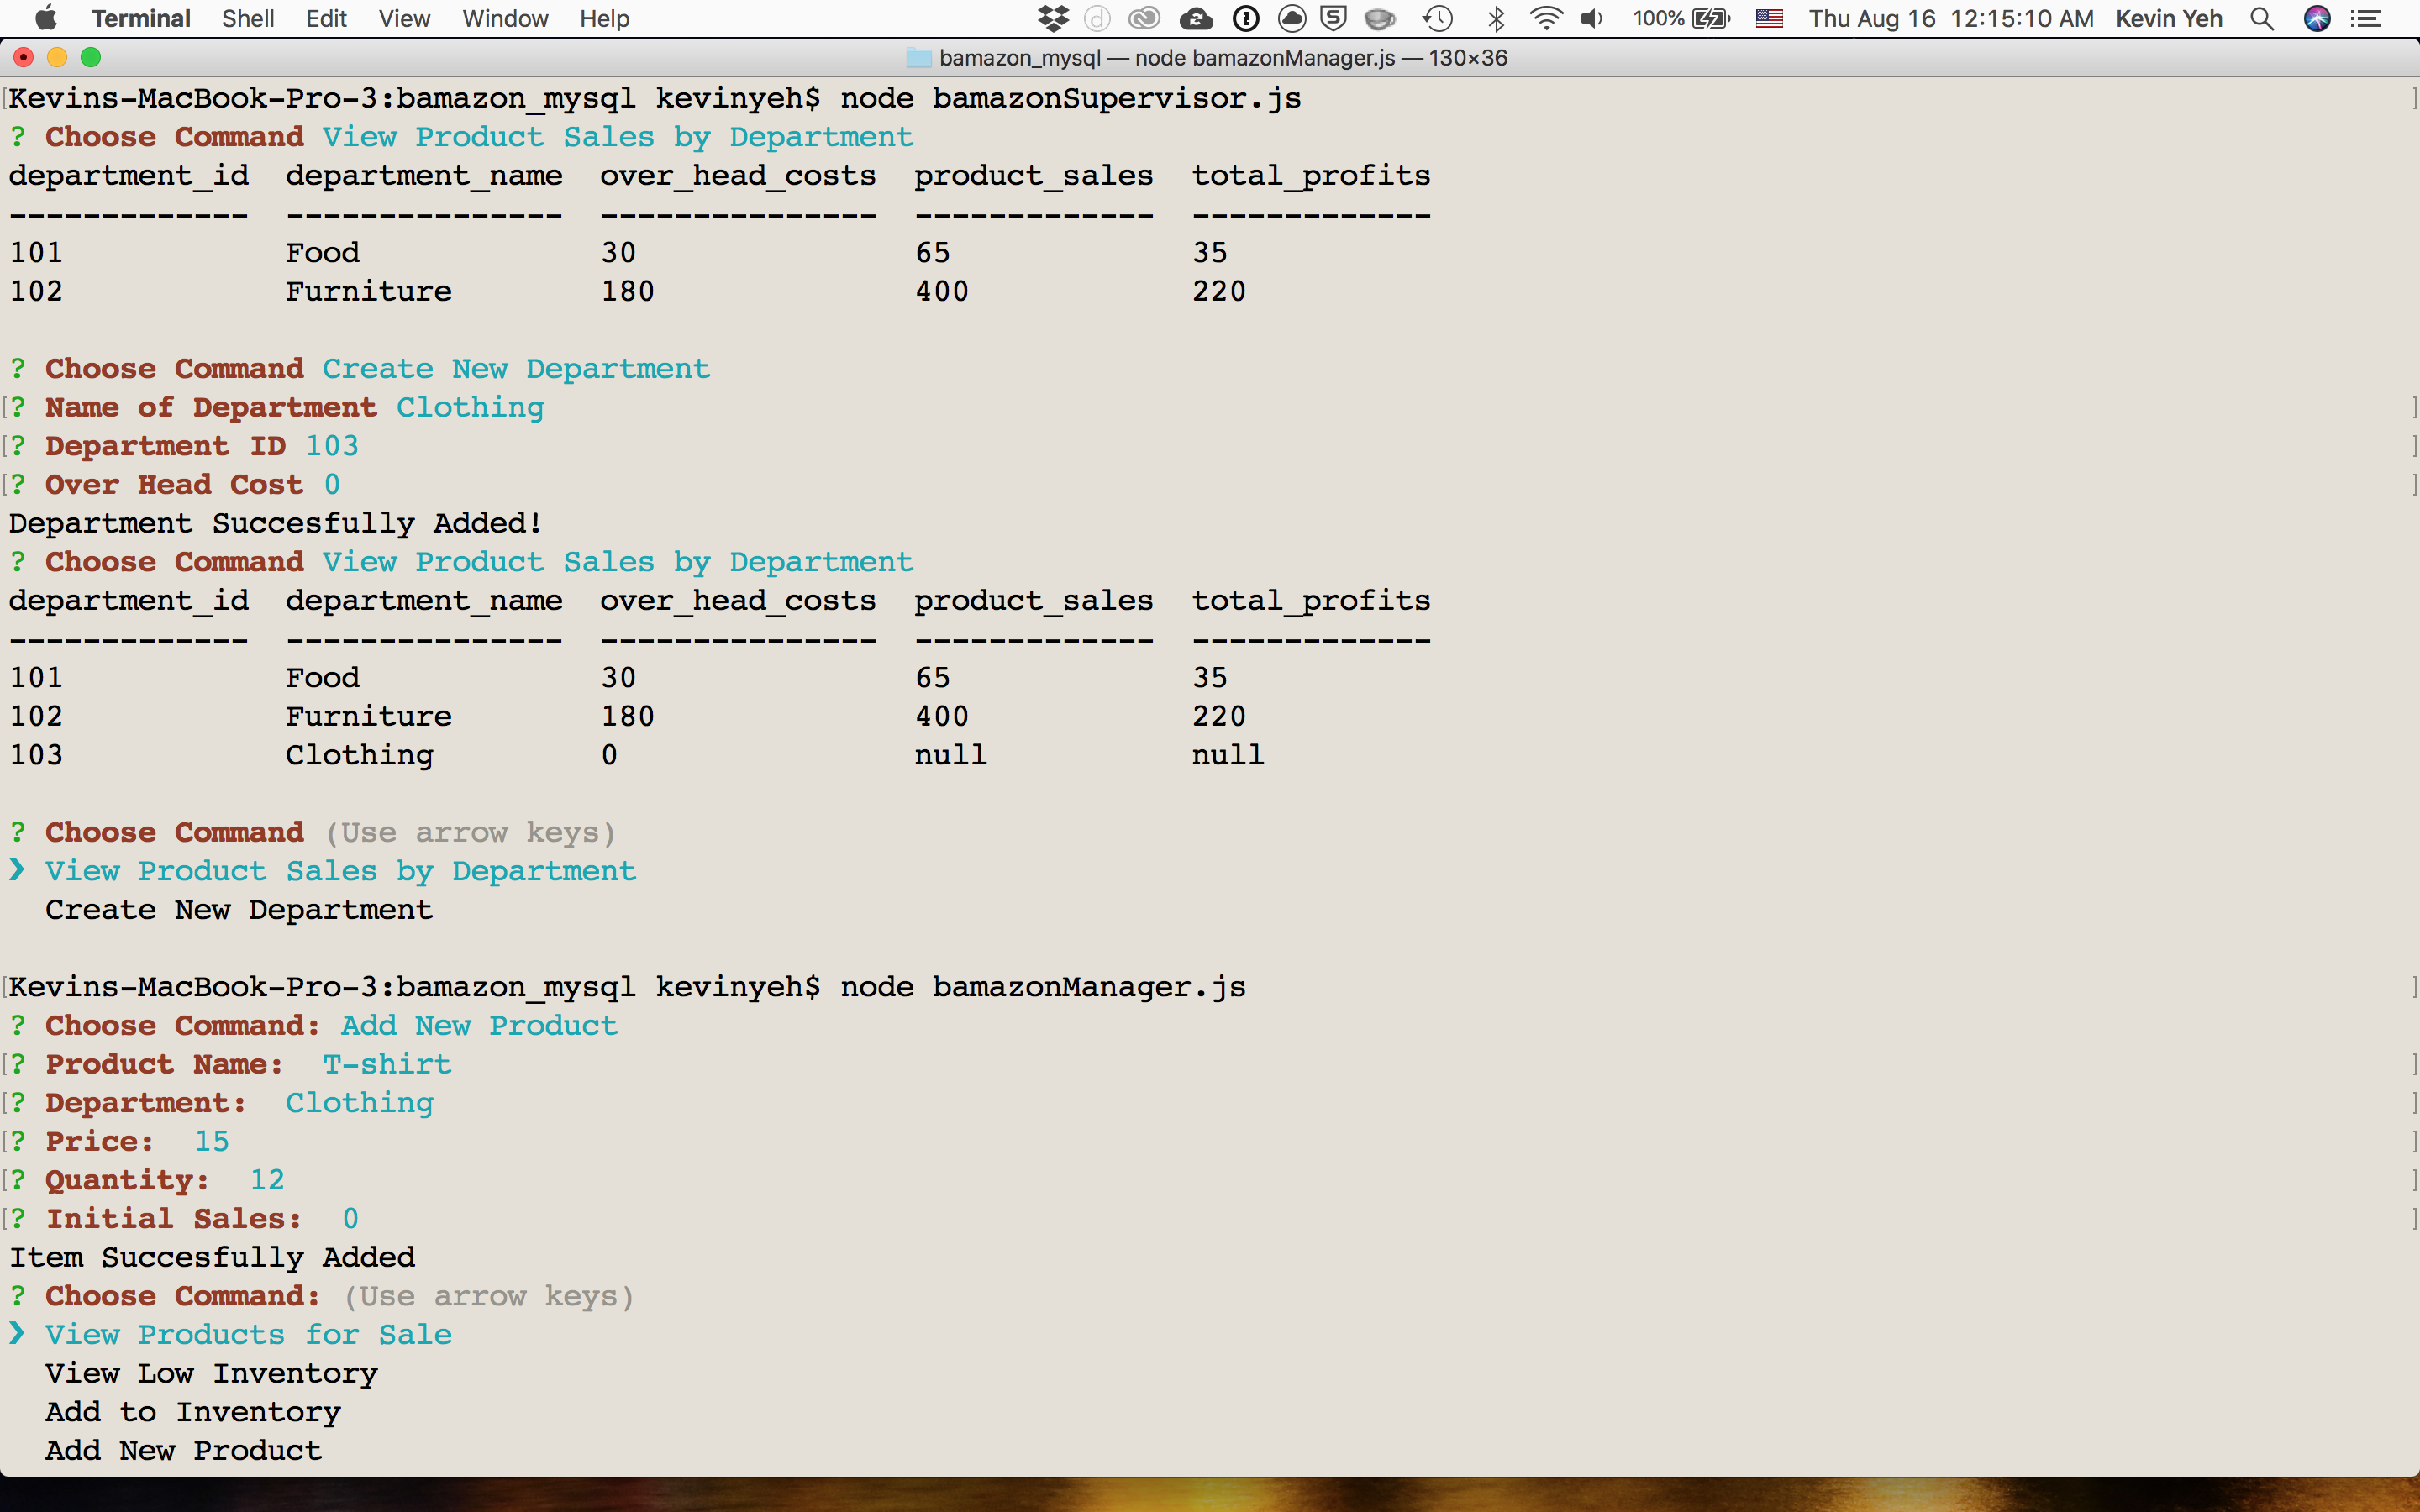 Terminal Shell Edit View Window Help 100% Thu Aug 16 12:15:10 AM Kevin Yeh
bamazon_mysql — node bamazonManager.js — 130×36
Kevins-MacBook-Pro-3:bamazon_mysql kevinyeh$ node bamazonSupervisor.js
? Choose Command View Product Sales by Department
department_id  department_name  over_head_costs  product_sales  total_profits
-------------  ---------------  ---------------  -------------  -------------
101            Food             30               65             35
102            Furniture        180              400            220
? Choose Command Create New Department
[? Name of Department Clothing ]
[? Department ID 103 ]
[? Over Head Cost 0 ]
Department Succesfully Added!
? Choose Command View Product Sales by Department
department_id  department_name  over_head_costs  product_sales  total_profits
-------------  ---------------  ---------------  -------------  -------------
101            Food             30               65             35
102            Furniture        180              400            220
103            Clothing         0                null           null
? Choose Command (Use arrow keys)
❯ View Product Sales by Department
  Create New Department
Kevins-MacBook-Pro-3:bamazon_mysql kevinyeh$ node bamazonManager.js
? Choose Command: Add New Product
[? Product Name:  T-shirt ]
[? Department:  Clothing ]
[? Price:  15 ]
[? Quantity:  12 ]
[? Initial Sales:  0 ]
Item Succesfully Added
? Choose Command: (Use arrow keys)
❯ View Products for Sale
  View Low Inventory
  Add to Inventory
  Add New Product